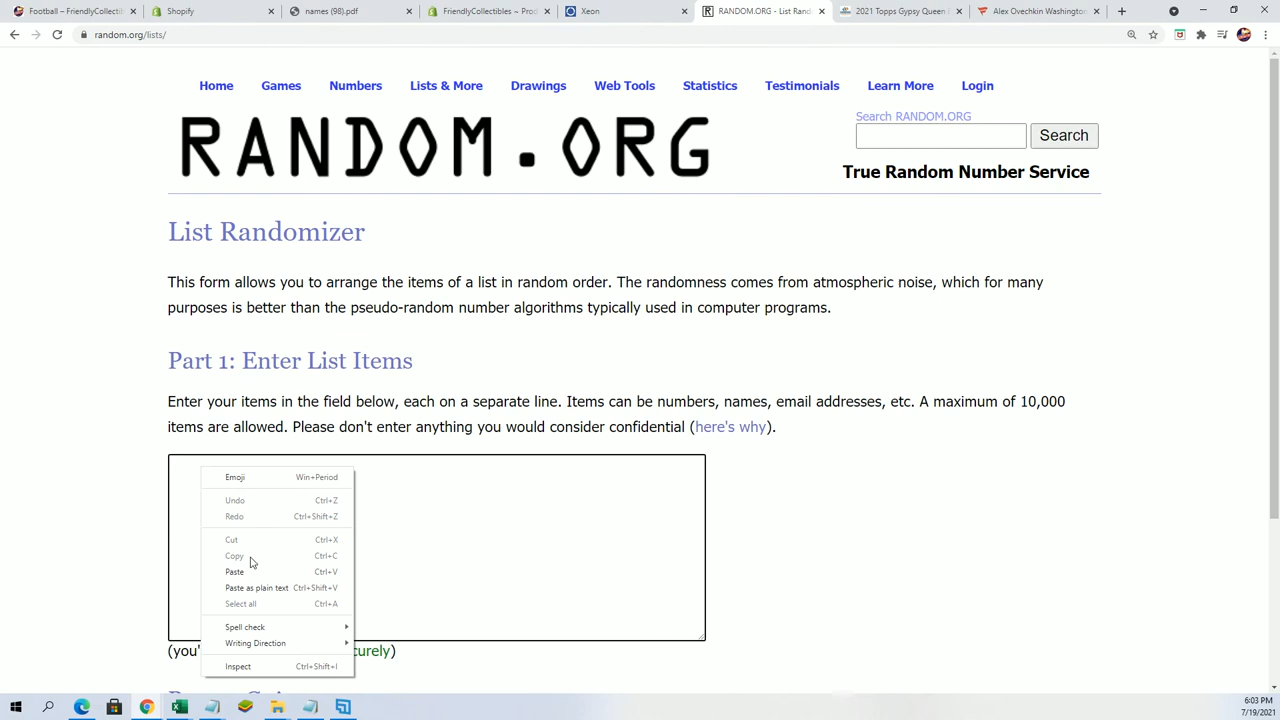 Football – FriendlyCollectib
Shopify
names (98).pdf
FriendlyCollectibles ~ Prod
Xeon
RANDOM.ORG - List Rand
2021 Topps Gypsy Queen B
Alex Ovechkin Washington
random.org/lists/
Home Games Numbers Lists & More Drawings Web Tools Statistics Testimonials Learn More Login
Search RANDOM.ORG
RANDOM.ORG
Search
True Random Number Service
List Randomizer
This form allows you to arrange the items of a list in random order. The randomness comes from atmospheric noise, which for many
purposes is better than the pseudo-random number algorithms typically used in computer programs.
Part 1: Enter List Items
Enter your items in the field below, each on a separate line. Items can be numbers, names, email addresses, etc. A maximum of 10,000
items are allowed. Please don't enter anything you would consider confidential (here's why).
Emoji Win+Period
Undo Ctrl+Z
Redo Ctrl+Shift+Z
Cut Ctrl+X
Copy Ctrl+C
Paste Ctrl+V
Paste as plain text Ctrl+Shift+V
Select all Ctrl+A
Spell check
Writing Direction
Inspect Ctrl+Shift+I
(you' curely)
6:03 PM
7/19/2021